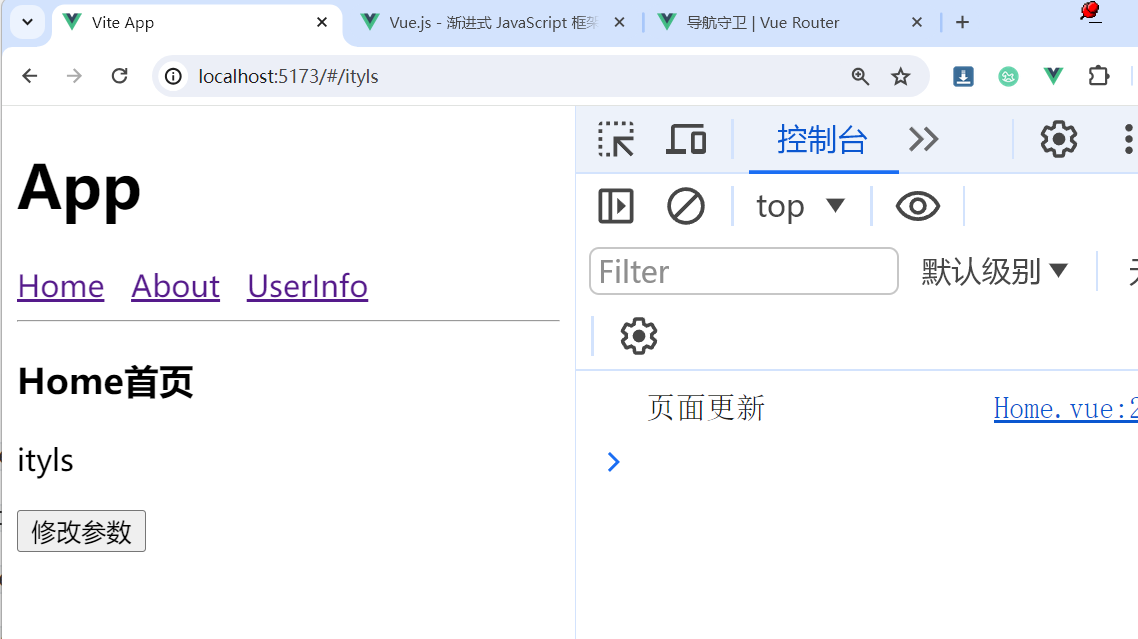 Vite App
Vue.js - 渐进式 JavaScript 框架
导航守卫 | Vue Router
localhost:5173/#/ityls
App
Home About UserInfo
Home首页
ityls
修改参数
控制台
top
Filter
默认级别
页面更新
Home.vue:2